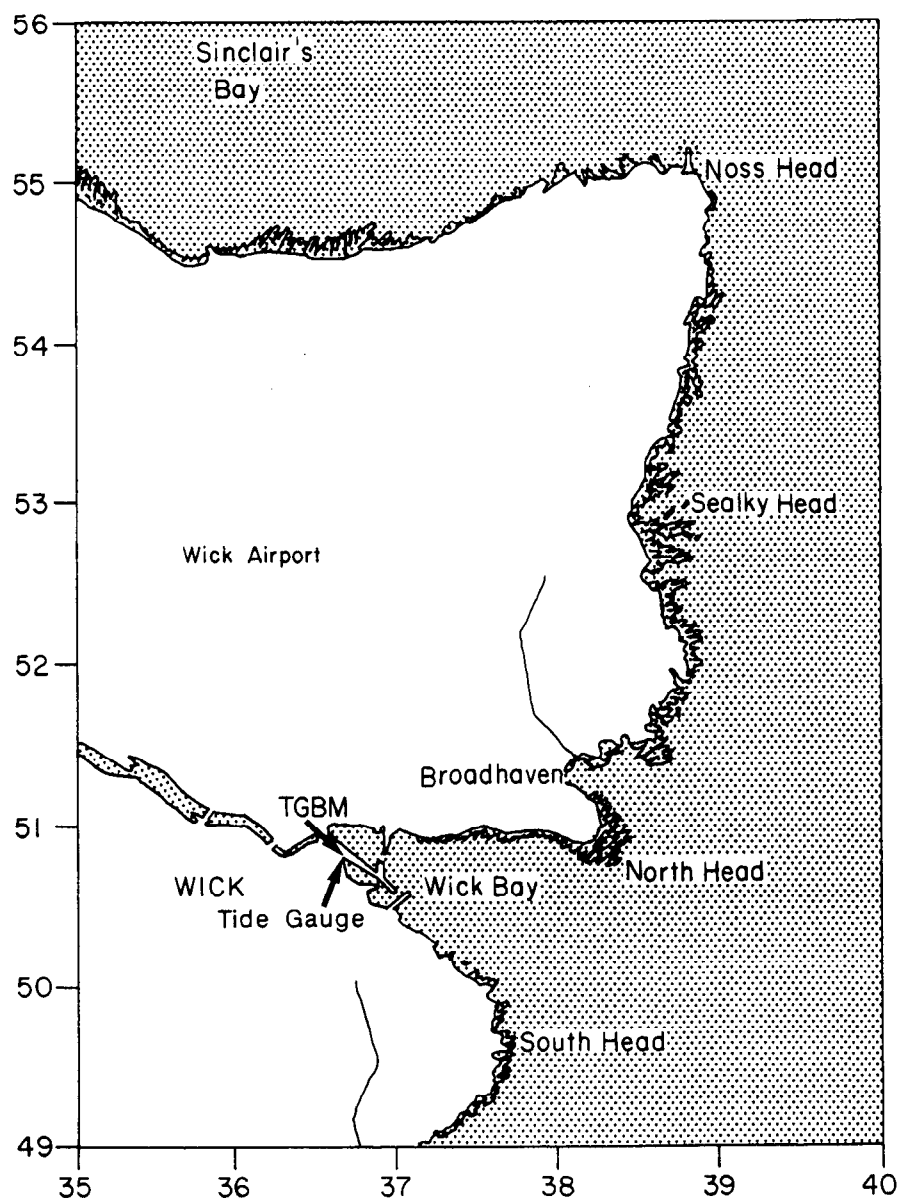 56
Sinclair's
Bay
55
Noss Head
54
53
Sealky Head
Wick Airport
52
Broadhaven
TGBM
51
North Head
WICK
Wick Bay
Tide Gauge
50
South Head
49
35
36
37
38
39
40